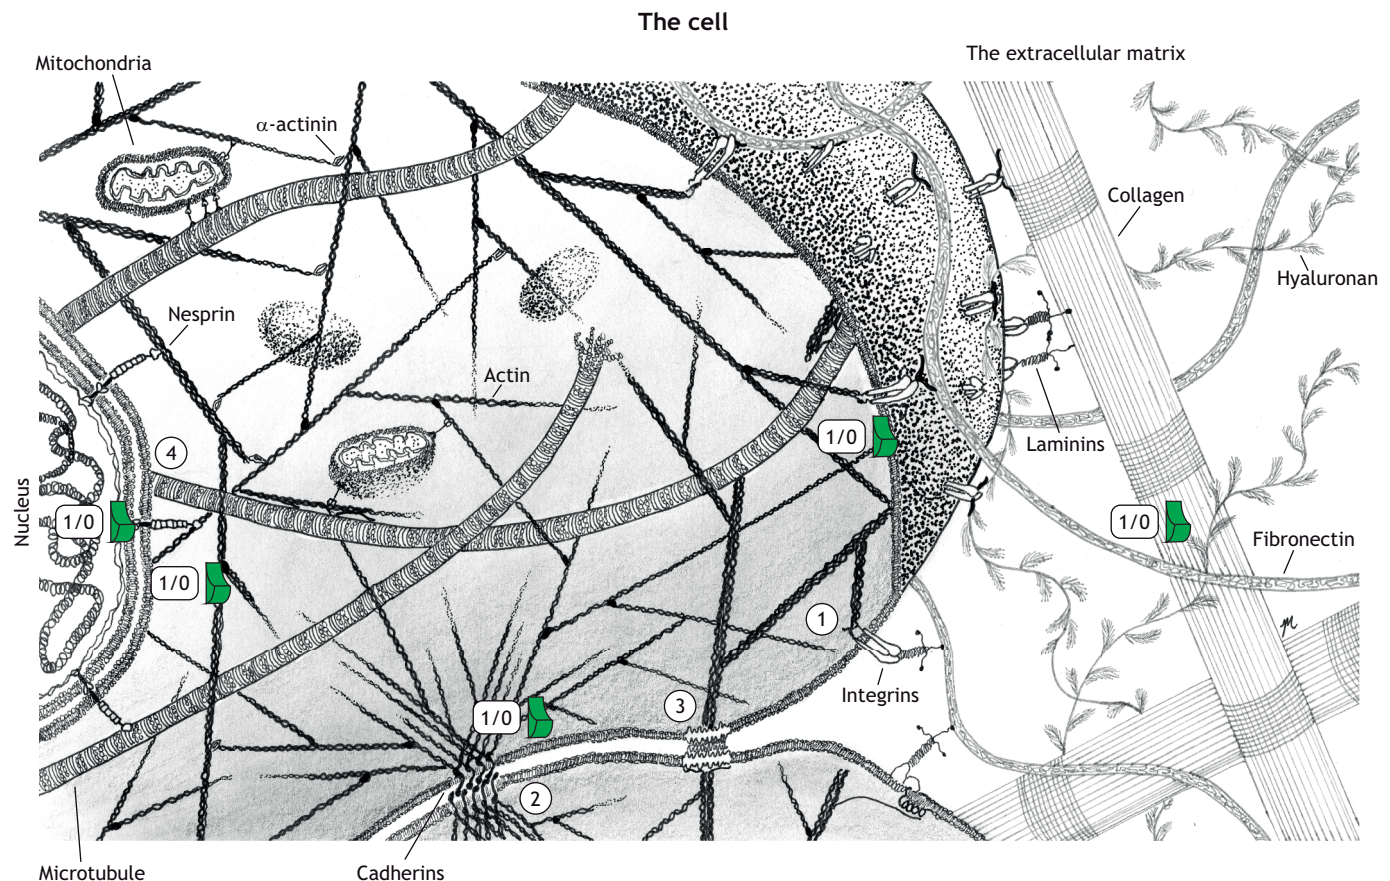 The cell
Mitochondria
The extracellular matrix
α-actinin
Collagen
Hyaluronan
Nesprin
Actin
1/0
Laminins
4
Nucleus
1/0
1/0
Fibronectin
1/0
1
Integrins
3
1/0
2
Microtubule
Cadherins